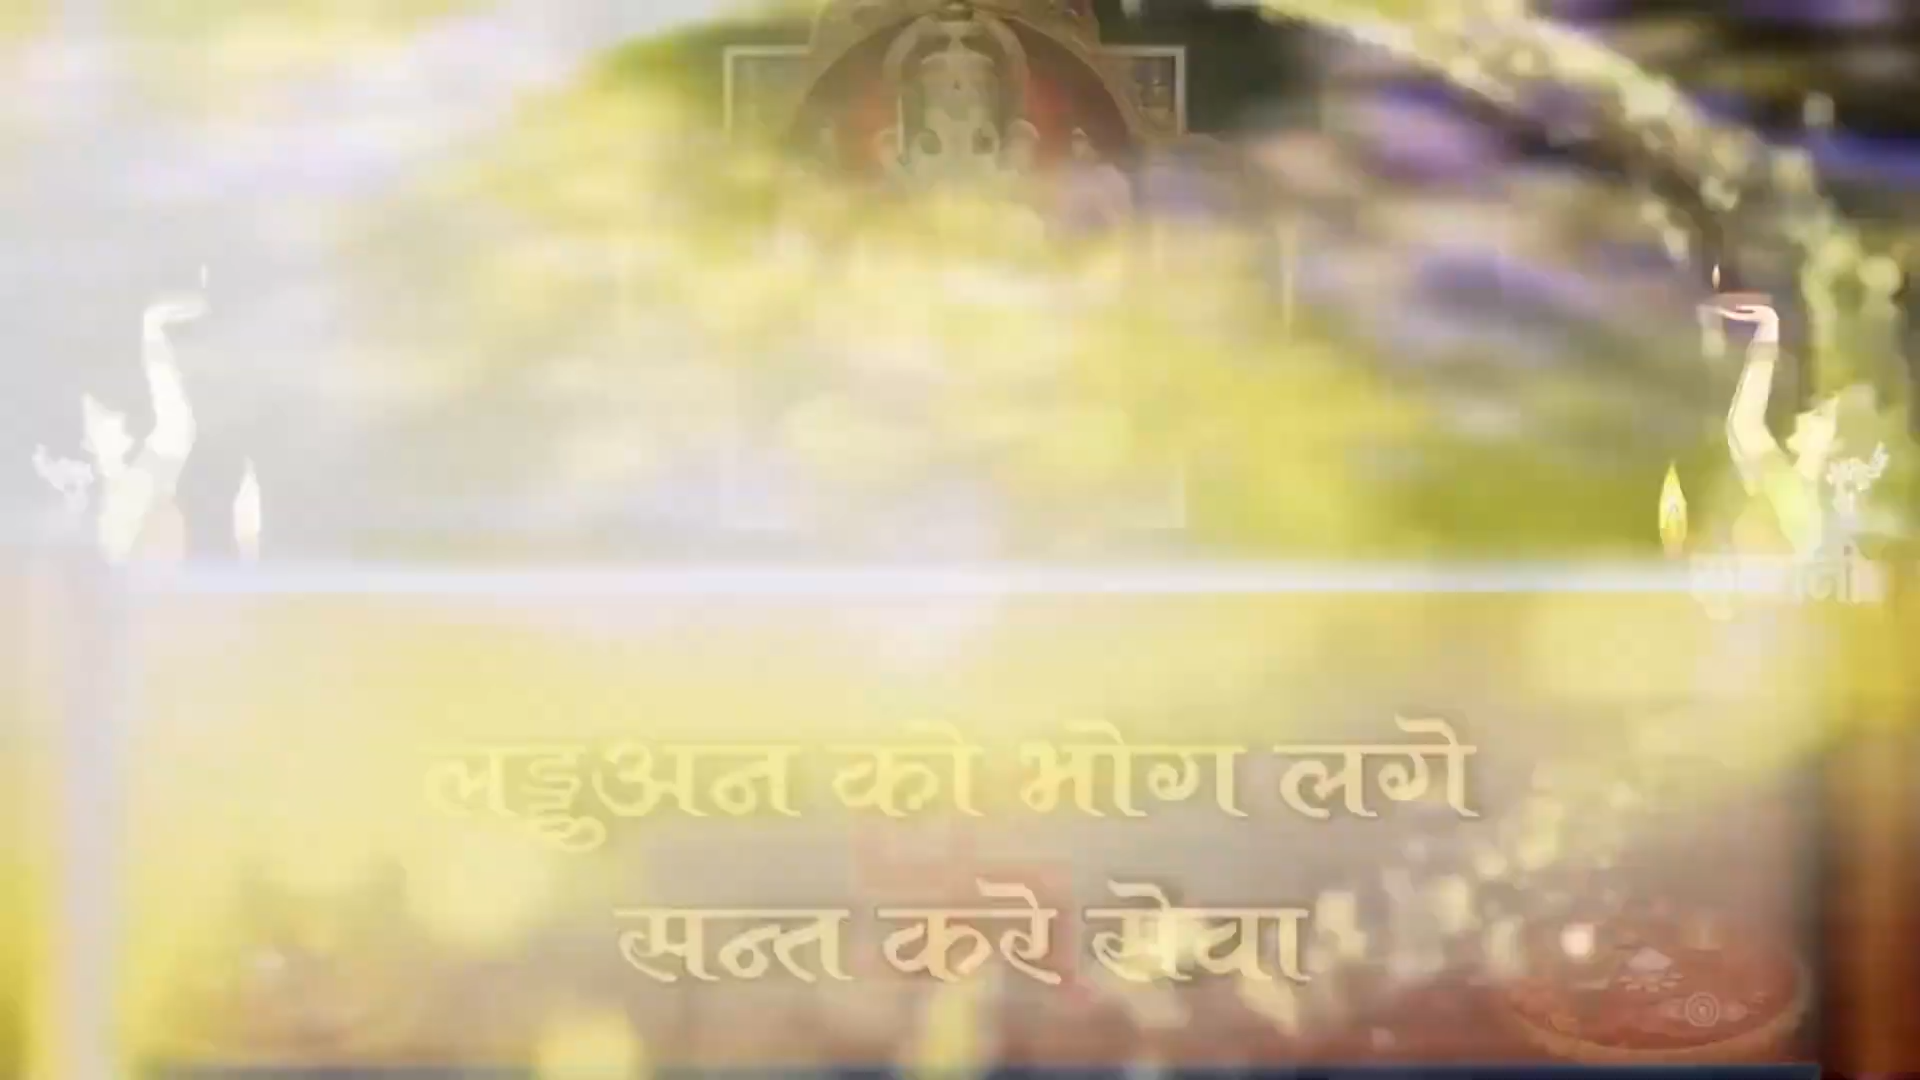 लड्डुअन को भोग लगे
सन्त करे सेवा